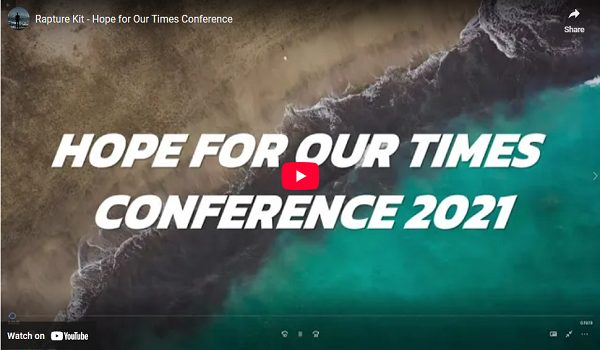 Rapture Kit - Hope for Our Times Conference
Share
HOPE FOR OUR TIMES
CONFERENCE 2021
Watch on YouTube